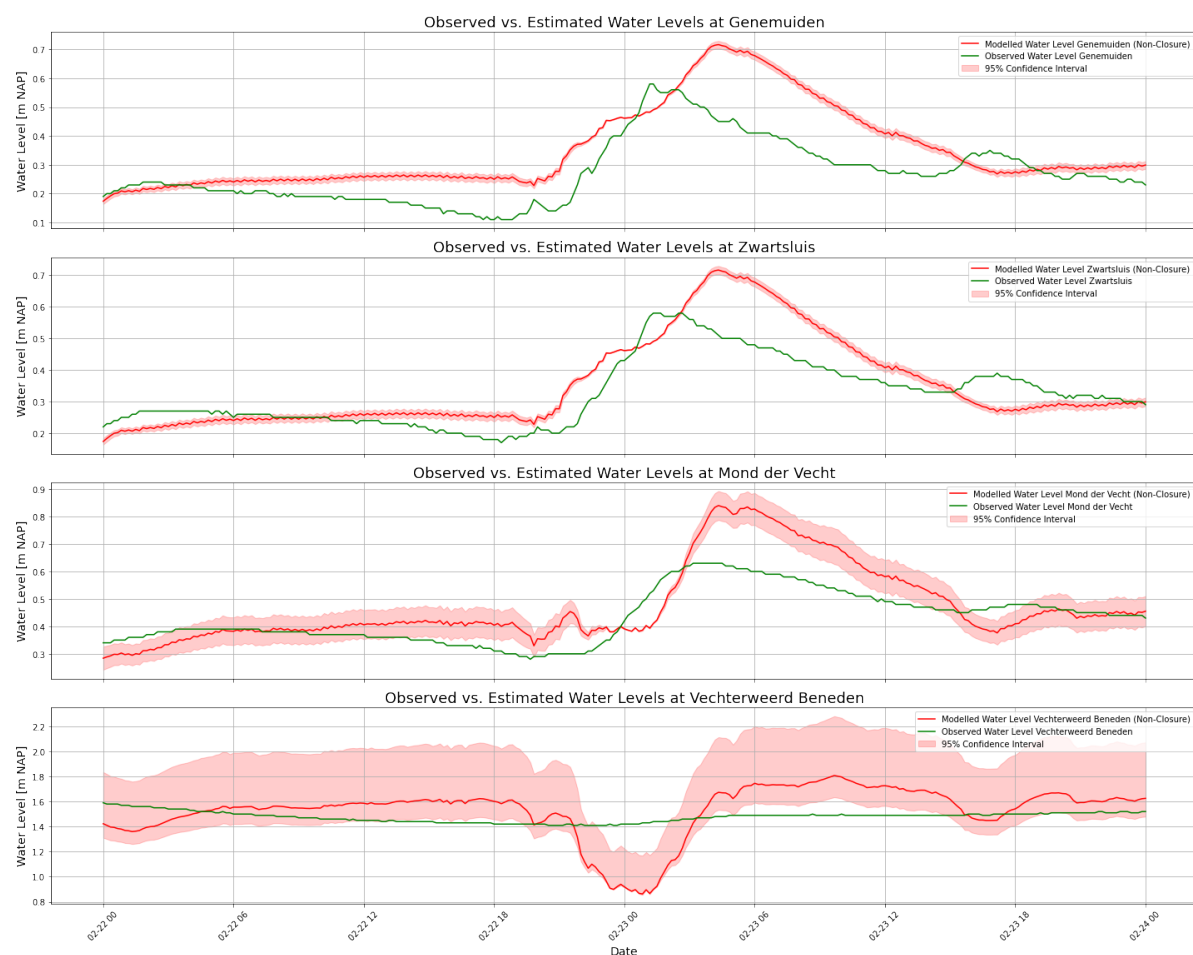 Observed vs. Estimated Water Levels at Genemuiden
Water Level [m NAP]
0.7
0.6
0.5
0.4
0.3
0.2
0.1
Modelled Water Level Genemuiden (Non-Closure)
Observed Water Level Genemuiden
95% Confidence Interval
Observed vs. Estimated Water Levels at Zwartsluis
Water Level [m NAP]
0.7
0.6
0.5
0.4
0.3
0.2
Modelled Water Level Zwartsluis (Non-Closure)
Observed Water Level Zwartsluis
95% Confidence Interval
Observed vs. Estimated Water Levels at Mond der Vecht
Water Level [m NAP]
0.9
0.8
0.7
0.6
0.5
0.4
0.3
Modelled Water Level Mond der Vecht (Non-Closure)
Observed Water Level Mond der Vecht
95% Confidence Interval
Observed vs. Estimated Water Levels at Vechterweerd Beneden
Water Level [m NAP]
2.2
2.0
1.8
1.6
1.4
1.2
1.0
0.8
Modelled Water Level Vechterweerd Beneden (Non-Closure)
Observed Water Level Vechterweerd Beneden
95% Confidence Interval
02-22 00
02-22 06
02-22 12
02-22 18
02-23 00
02-23 06
02-23 12
02-23 18
02-24 00
Date